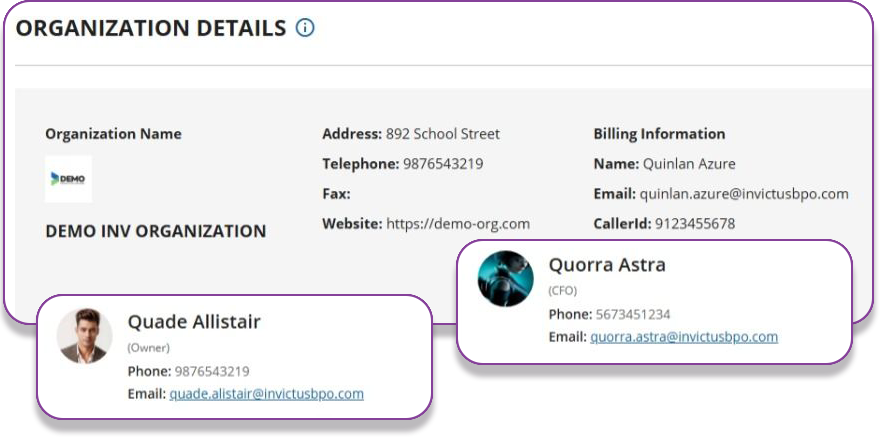 ORGANIZATION DETAILS
Organization Name
DEMO
DEMO INV ORGANIZATION
Address: 892 School Street
Telephone: 9876543219
Fax:
Website: https://demo-org.com
Billing Information
Name: Quinlan Azure
Email: quinlan.azure@invictusbpo.com
CallerId: 9123455678
Quorra Astra
(CFO)
Phone: 5673451234
Email: quorra.astra@invictusbpo.com
Quade Allistair
(Owner)
Phone: 9876543219
Email: quade.alistair@invictusbpo.com